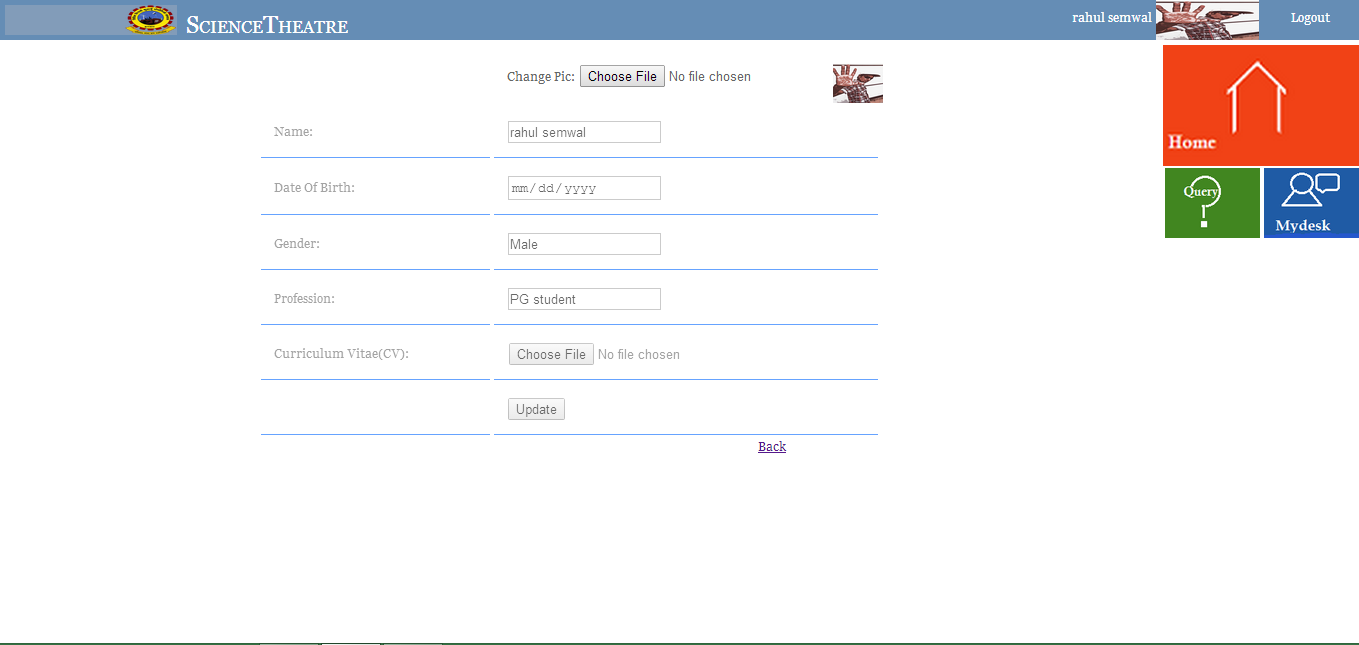 ScienceTheatre
rahul semwal
Logout
Change Pic: Choose File No file chosen
Home
Name: rahul semwal
Date Of Birth: mm/dd/yyyy
Query
Mydesk
Gender: Male
Profession: PG student
Curriculum Vitae(CV): Choose File No file chosen
Update
Back